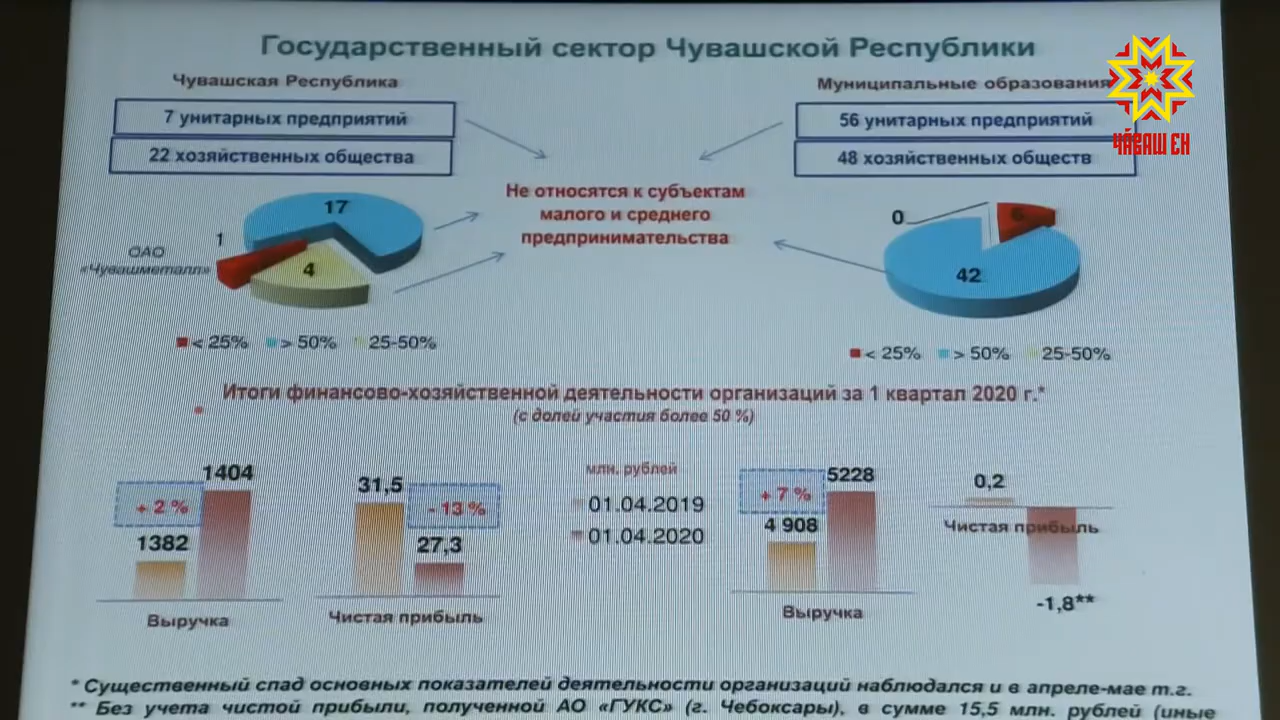 Государственный сектор Чувашской Республики
Чувашская Республика
7 унитарных предприятий
22 хозяйственных общества
Муниципальные образования
56 унитарных предприятий
48 хозяйственных обществ
ЧӐВАШ ЕН
Не относятся к субъектам
малого и среднего
предпринимательства
17
1
ОАО
«Чувашметалл»
4
0
6
42
< 25% > 50% 25-50%
< 25% > 50% 25-50%
Итоги финансово-хозяйственной деятельности организаций за 1 квартал 2020 г.*
(с долей участия более 50 %)
+ 2 %
1404
1382
Выручка
31,5
- 13 %
27,3
Чистая прибыль
млн. рублей
01.04.2019
01.04.2020
+ 7 %
5228
4 908
Выручка
0,2
Чистая прибыль
-1,8**
* Существенный спад основных показателей деятельности организаций наблюдался и в апреле-мае т.г.
** Без учета чистой прибыли, полученной АО «ГУКС» (г. Чебоксары), в сумме 15,5 млн. рублей (иные